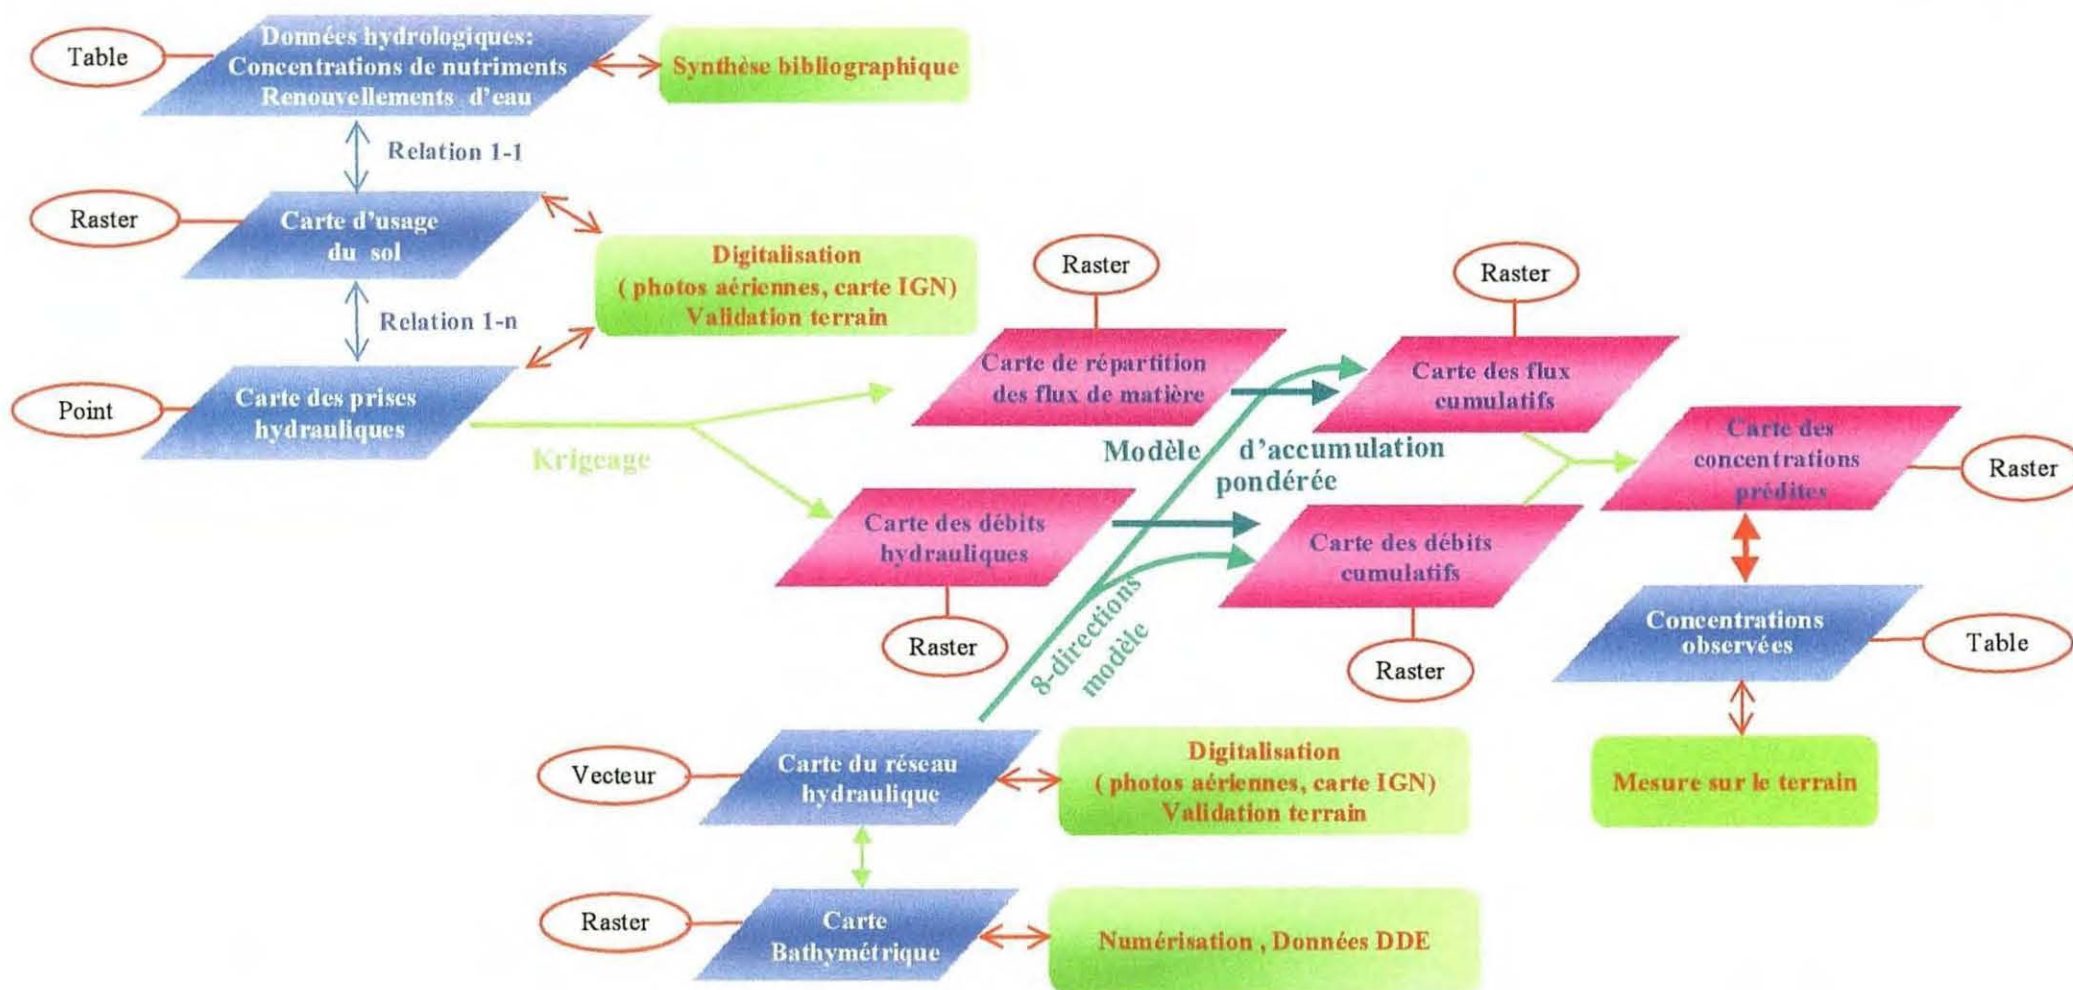 Table
Données hydrologiques:
Concentrations de nutriments
Renouvellements d'eau
Synthèse bibliographique
Relation 1-1
Raster
Carte d'usage
du sol
Digitalisation
( photos aériennes, carte IGN)
Validation terrain
Relation 1-n
Point
Carte des prises
hydrauliques
Krigeage
Raster
Carte de répartition
des flux de matière
Raster
Carte des flux
cumulatifs
Modèle d'accumulation
pondérée
Carte des
concentrations
prédites
Raster
Carte des débits
hydrauliques
Raster
Carte des débits
cumulatifs
Raster
8-directions
modèle
Concentrations
observées
Table
Mesure sur le terrain
Vecteur
Carte du réseau
hydraulique
Digitalisation
( photos aériennes, carte IGN)
Validation terrain
Raster
Carte
Bathymétrique
Numérisation , Données DDE